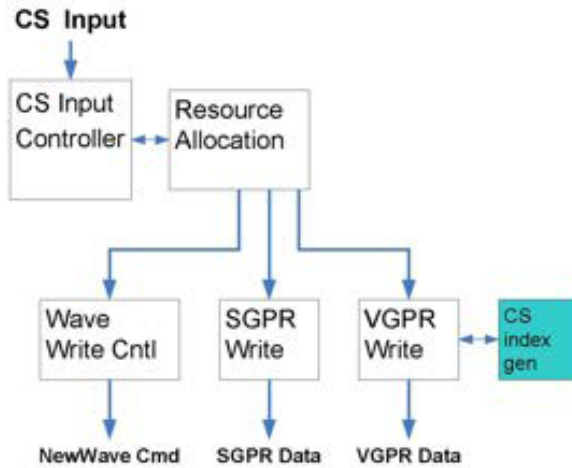 CS Input
CS Input
Controller
Resource
Allocation
Wave
Write Cntl
SGPR
Write
VGPR
Write
CS
index
gen
NewWave Cmd
SGPR Data
VGPR Data